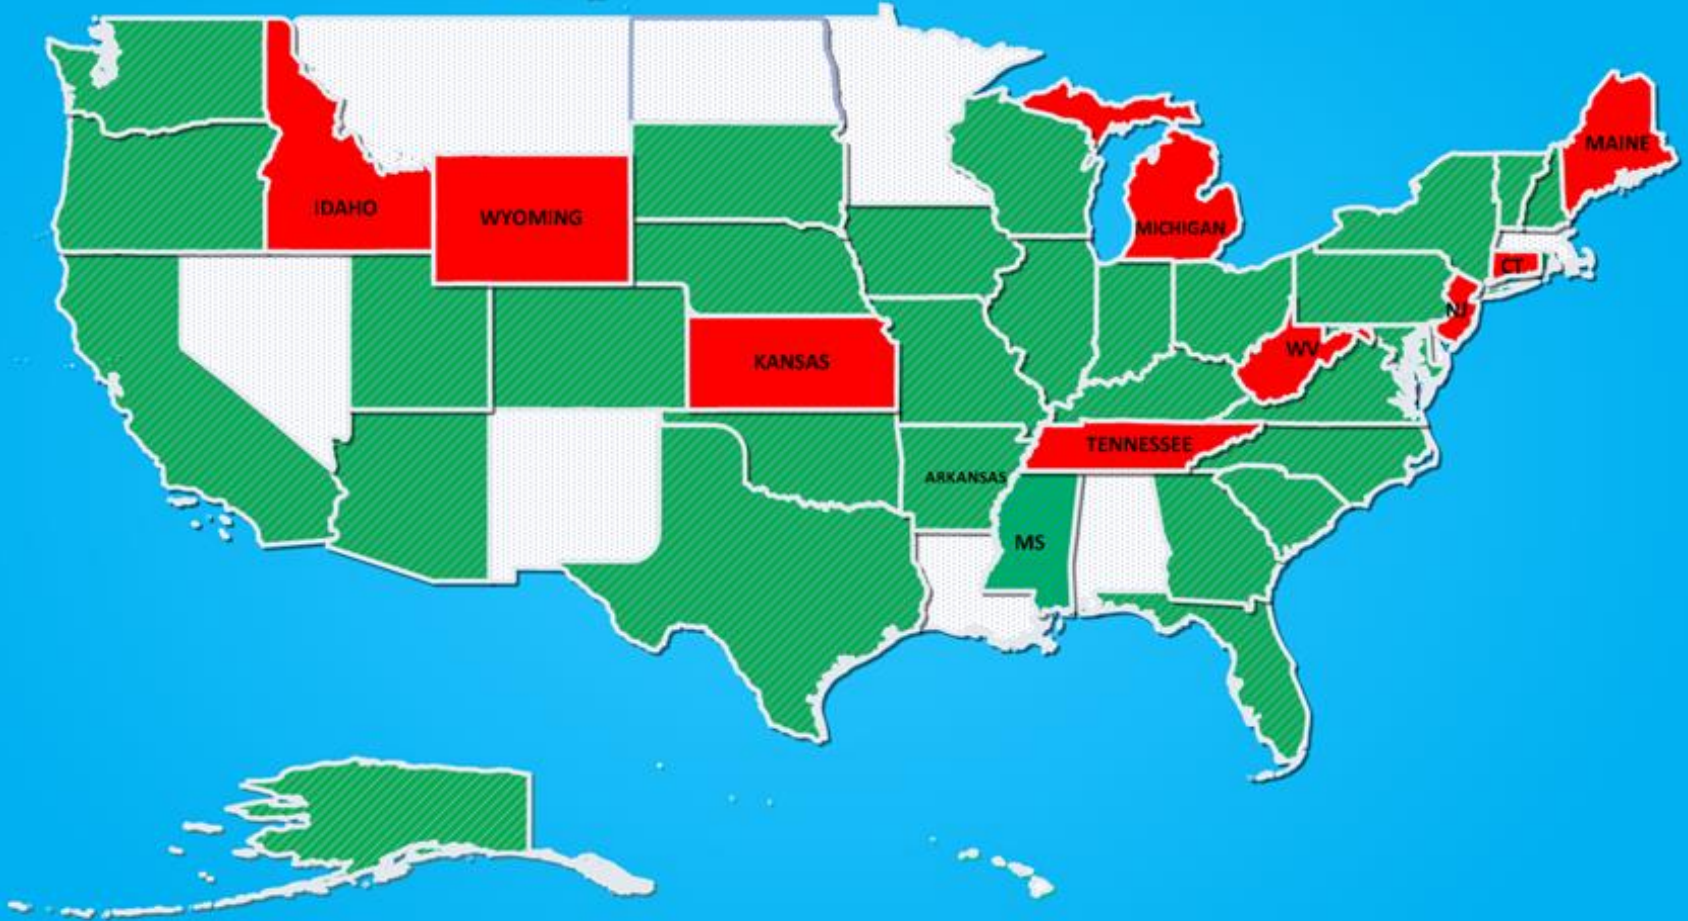 MAINE
IDAHO
WYOMING
MICHIGAN
CT
NJ
WV
KANSAS
TENNESSEE
ARKANSAS
MS